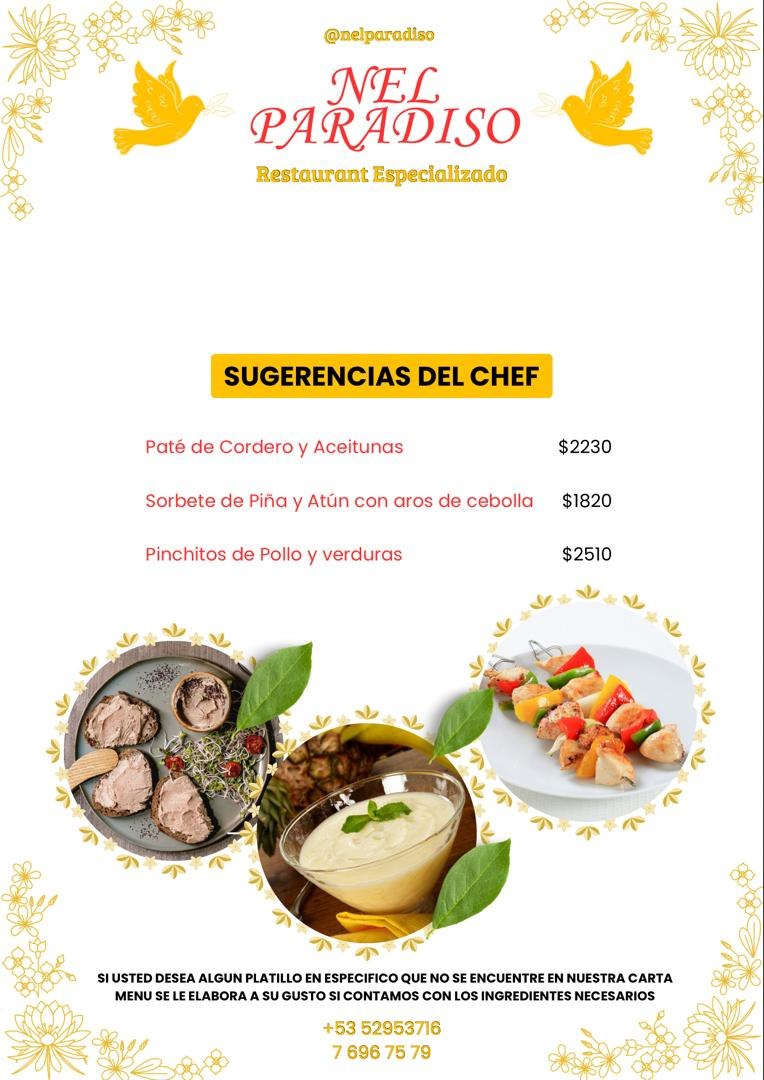 @nelparadiso
NEL
PARADISO
Restaurant Especializado
SUGERENCIAS DEL CHEF
Paté de Cordero y Aceitunas $2230
Sorbete de Piña y Atún con aros de cebolla $1820
Pinchitos de Pollo y verduras $2510
SI USTED DESEA ALGUN PLATILLO EN ESPECIFICO QUE NO SE ENCUENTRE EN NUESTRA CARTA
MENU SE LE ELABORA A SU GUSTO SI CONTAMOS CON LOS INGREDIENTES NECESARIOS
+53 52953716
7 696 75 79